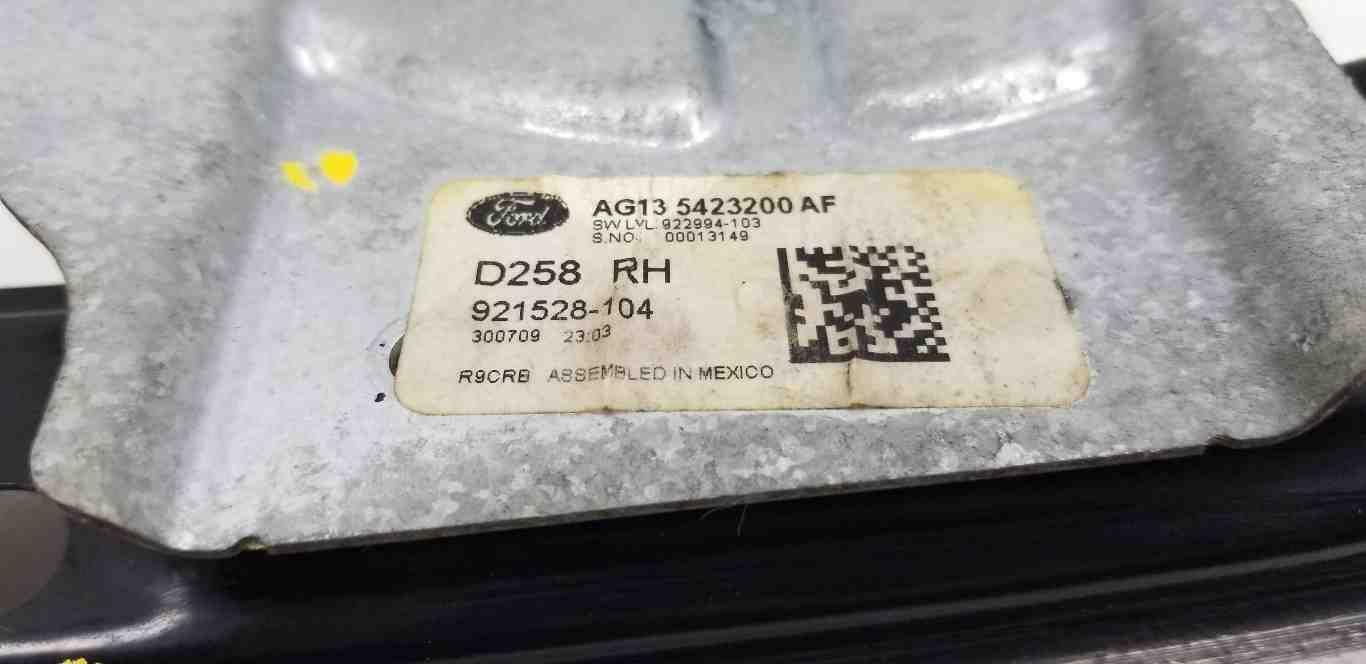 Ford AG13 5423200 AF
SW LVL. 922994-103
S.NO. 00013149
D258 RH
921528-104
300709 23:03
R9CRB ASSEMBLED IN MEXICO